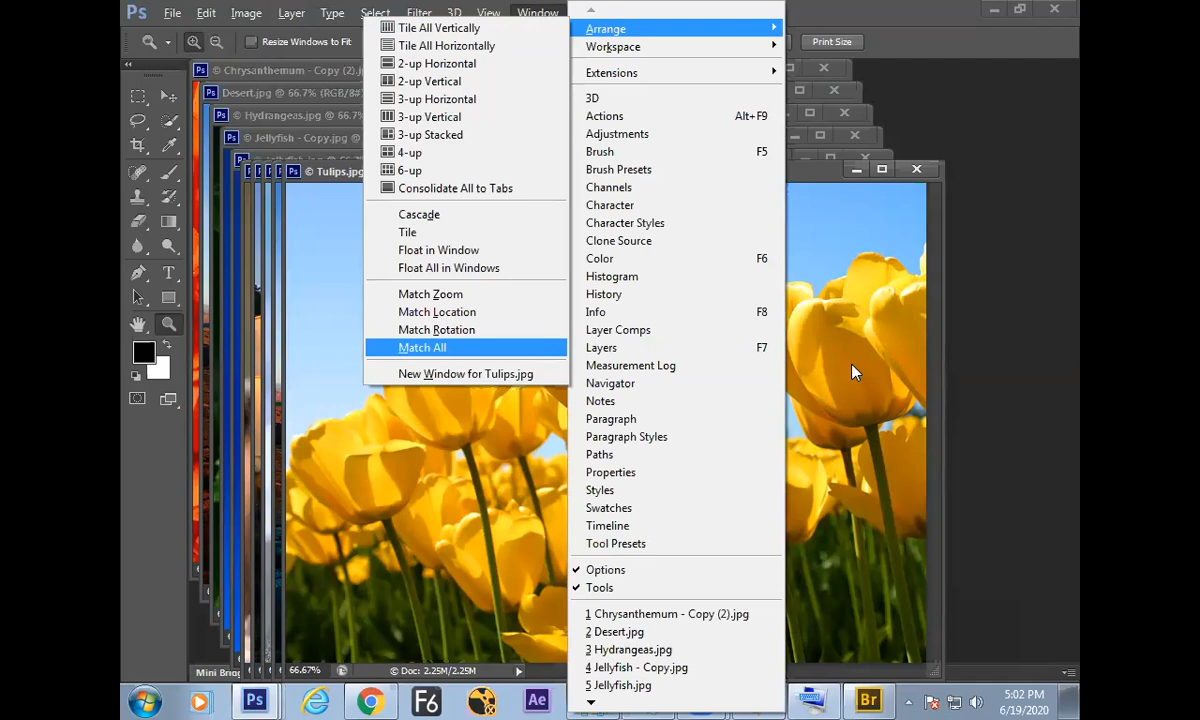 Ps File Edit Image Layer Type Select Filter 3D View Window
Resize Windows to Fit
Print Size
Ps © Chrysanthemum - Copy (2).j
Ps Desert.jpg @ 66.7% (RGB/8#
Ps © Hydrangeas.jpg @ 66.7%
Ps © Jellyfish - Copy.jpg @
Ps © Tulips.jpg
Tile All Vertically
Tile All Horizontally
2-up Horizontal
2-up Vertical
3-up Horizontal
3-up Vertical
3-up Stacked
4-up
6-up
Consolidate All to Tabs
Cascade
Tile
Float in Window
Float All in Windows
Match Zoom
Match Location
Match Rotation
Match All
New Window for Tulips.jpg
Arrange
Workspace
Extensions
3D
Actions Alt+F9
Adjustments
Brush F5
Brush Presets
Channels
Character
Character Styles
Clone Source
Color F6
Histogram
History
Info F8
Layer Comps
Layers F7
Measurement Log
Navigator
Notes
Paragraph
Paragraph Styles
Paths
Properties
Styles
Swatches
Timeline
Tool Presets
Options
Tools
1 Chrysanthemum - Copy (2).jpg
2 Desert.jpg
3 Hydrangeas.jpg
4 Jellyfish - Copy.jpg
5 Jellyfish.jpg
66.67% © Doc: 2.25M/2.25M
Mini Br
Ps F6 Ae Br
5:02 PM
6/19/2020